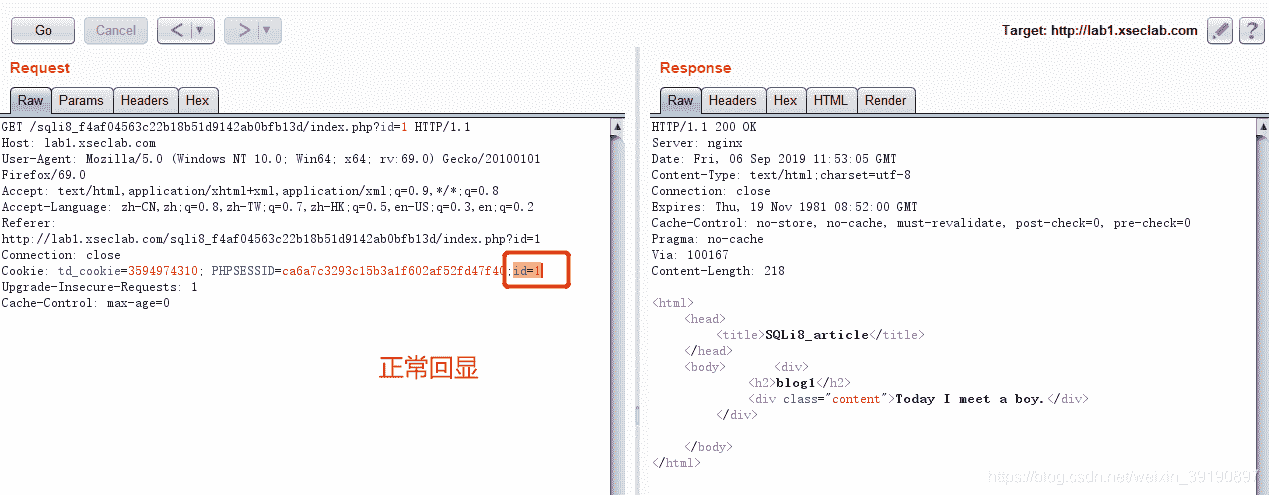 Go Cancel < > Target: http://lab1.xseclab.com ?
Request
Raw Params Headers Hex
GET /sqli8_f4af04563c22b18b51d9142ab0bfb13d/index.php?id=1 HTTP/1.1
Host: lab1.xseclab.com
User-Agent: Mozilla/5.0 (Windows NT 10.0; Win64; x64; rv:69.0) Gecko/20100101
Firefox/69.0
Accept: text/html,application/xhtml+xml,application/xml;q=0.9,*/*;q=0.8
Accept-Language: zh-CN,zh;q=0.8,zh-TW;q=0.7,zh-HK;q=0.5,en-US;q=0.3,en;q=0.2
Referer:
http://lab1.xseclab.com/sqli8_f4af04563c22b18b51d9142ab0bfb13d/index.php?id=1
Connection: close
Cookie: td_cookie=3594974310; PHPSESSID=ca6a7c3293c15b3a1f602af52fd47f40;id=1
Upgrade-Insecure-Requests: 1
Cache-Control: max-age=0
正常回显
Response
Raw Headers Hex HTML Render
HTTP/1.1 200 OK
Server: nginx
Date: Fri, 06 Sep 2019 11:53:05 GMT
Content-Type: text/html;charset=utf-8
Connection: close
Expires: Thu, 19 Nov 1981 08:52:00 GMT
Cache-Control: no-store, no-cache, must-revalidate, post-check=0, pre-check=0
Pragma: no-cache
Via: 100167
Content-Length: 218
<html>
<head>
<title>SQLi8_article</title>
</head>
<body> <div>
<h2>blog1</h2>
<div class="content">Today I meet a boy.</div>
</div>
</body>
</html>
https://blog.csdn.net/weixin_39190897